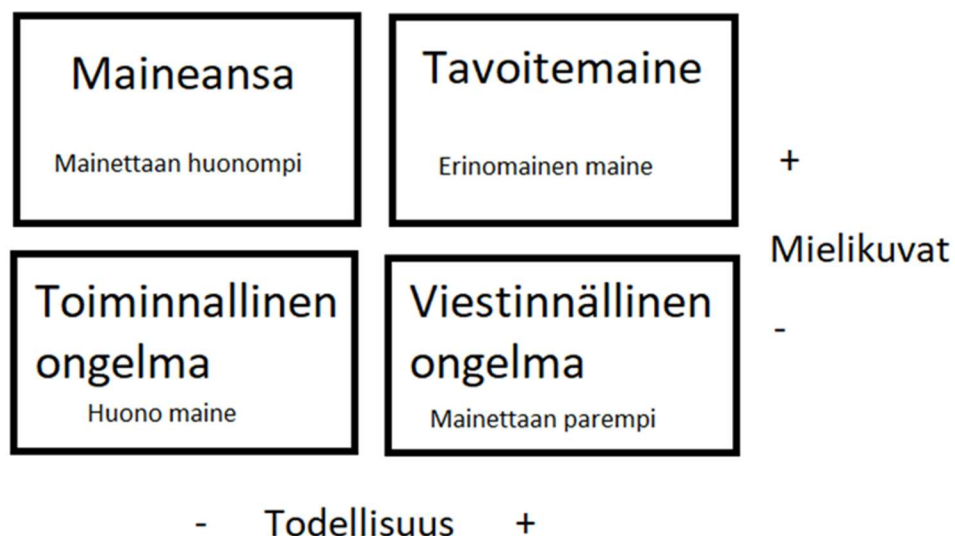 Maineansa
Mainettaan huonompi
Tavoitemaine
Erinomainen maine
+
Mielikuvat
-
Toiminnallinen
ongelma
Huono maine
Viestinnällinen
ongelma
Mainettaan parempi
- Todellisuus +